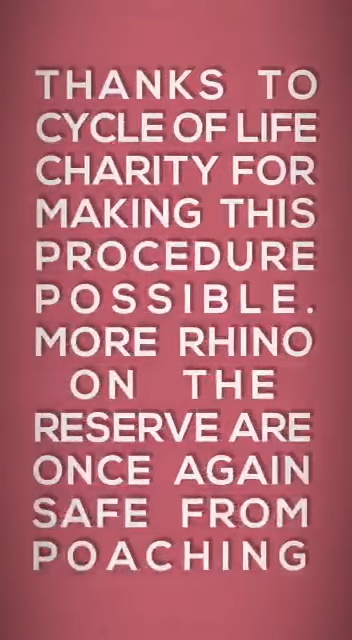 THANKS TO
CYCLE OF LIFE
CHARITY FOR
MAKING THIS
PROCEDURE
POSSIBLE.
MORE RHINO
ON THE
RESERVE ARE
ONCE AGAIN
SAFE FROM
POACHING